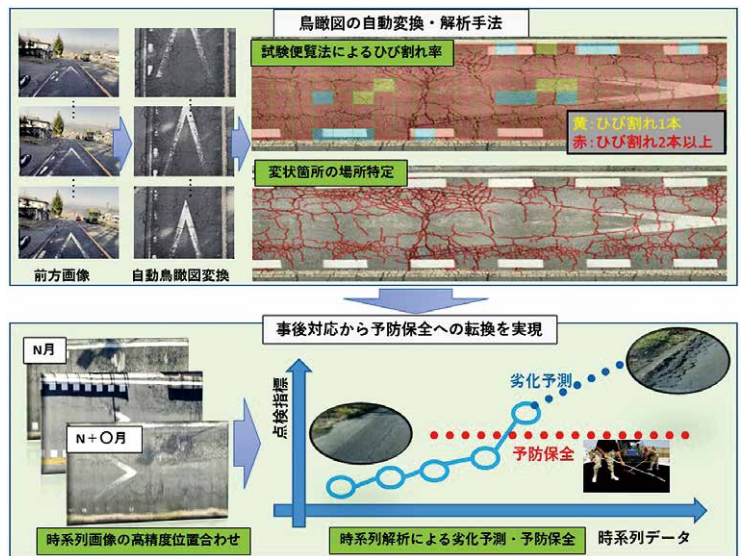 鳥瞰図の自動変換・解析手法
試験便覧法によるひび割れ率
黄:ひび割れ1本
赤:ひび割れ2本以上
変状箇所の場所特定
前方画像
自動鳥瞰図変換
事後対応から予防保全への転換を実現
N月
N+〇月
時系列画像の高精度位置合わせ
点検指標
劣化予測
予防保全
時系列解析による劣化予測・予防保全
時系列データ